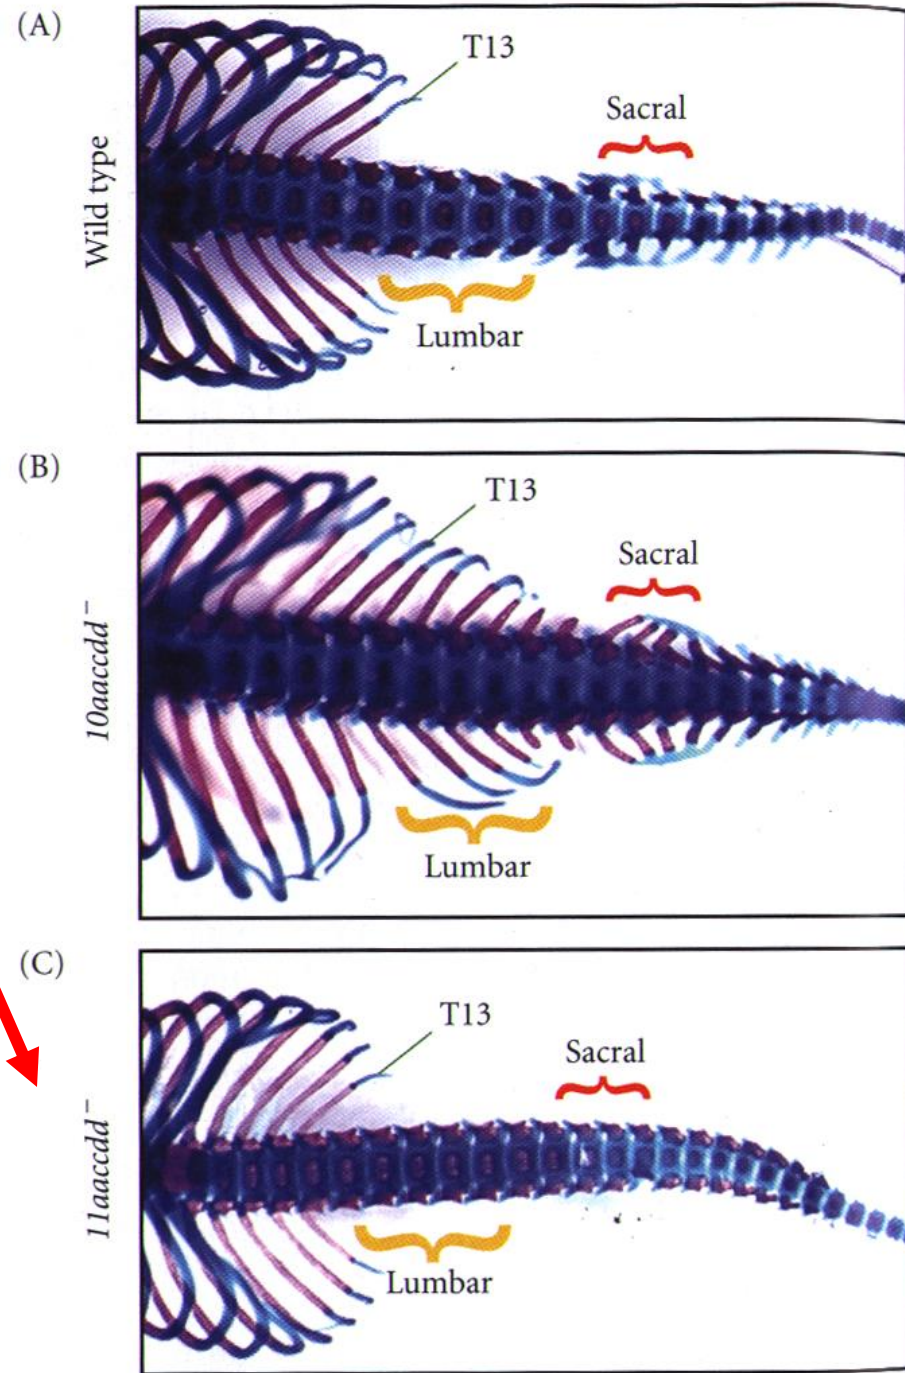 (A)
Wild type
T13
Sacral
Lumbar
(B)
10aaccdd⁻
T13
Sacral
Lumbar
(C)
11aaccdd⁻
T13
Sacral
Lumbar